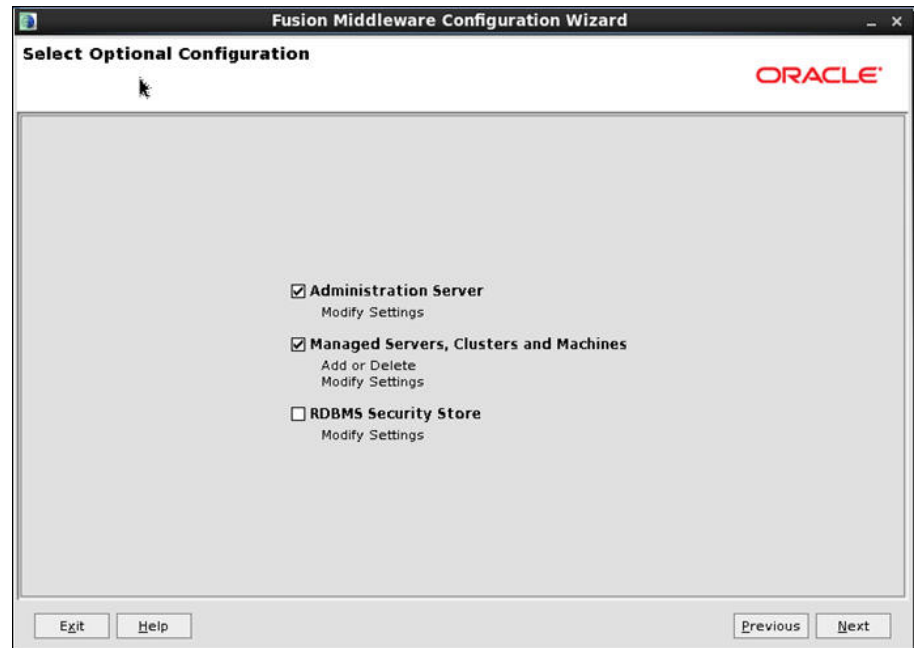 Fusion Middleware Configuration Wizard
Select Optional Configuration
ORACLE
Administration Server
Modify Settings
Managed Servers, Clusters and Machines
Add or Delete
Modify Settings
RDBMS Security Store
Modify Settings
Exit Help Previous Next